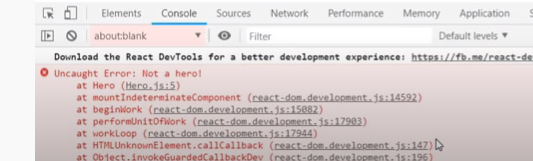 Elements Console Sources Network Performance Memory Application
about:blank ▼ Filter Default levels ▼
Download the React DevTools for a better development experience: https://fb.me/react-de
Uncaught Error: Not a hero!
at Hero (Hero.js:5)
at mountIndeterminateComponent (react-dom.development.js:14592)
at beginWork (react-dom.development.js:15082)
at performUnitOfWork (react-dom.development.js:17903)
at workLoop (react-dom.development.js:17944)
at HTMLUnknownElement.callCallback (react-dom.development.js:147)
at Object.invokeGuardedCallbackDev (react-dom.development.js:196)